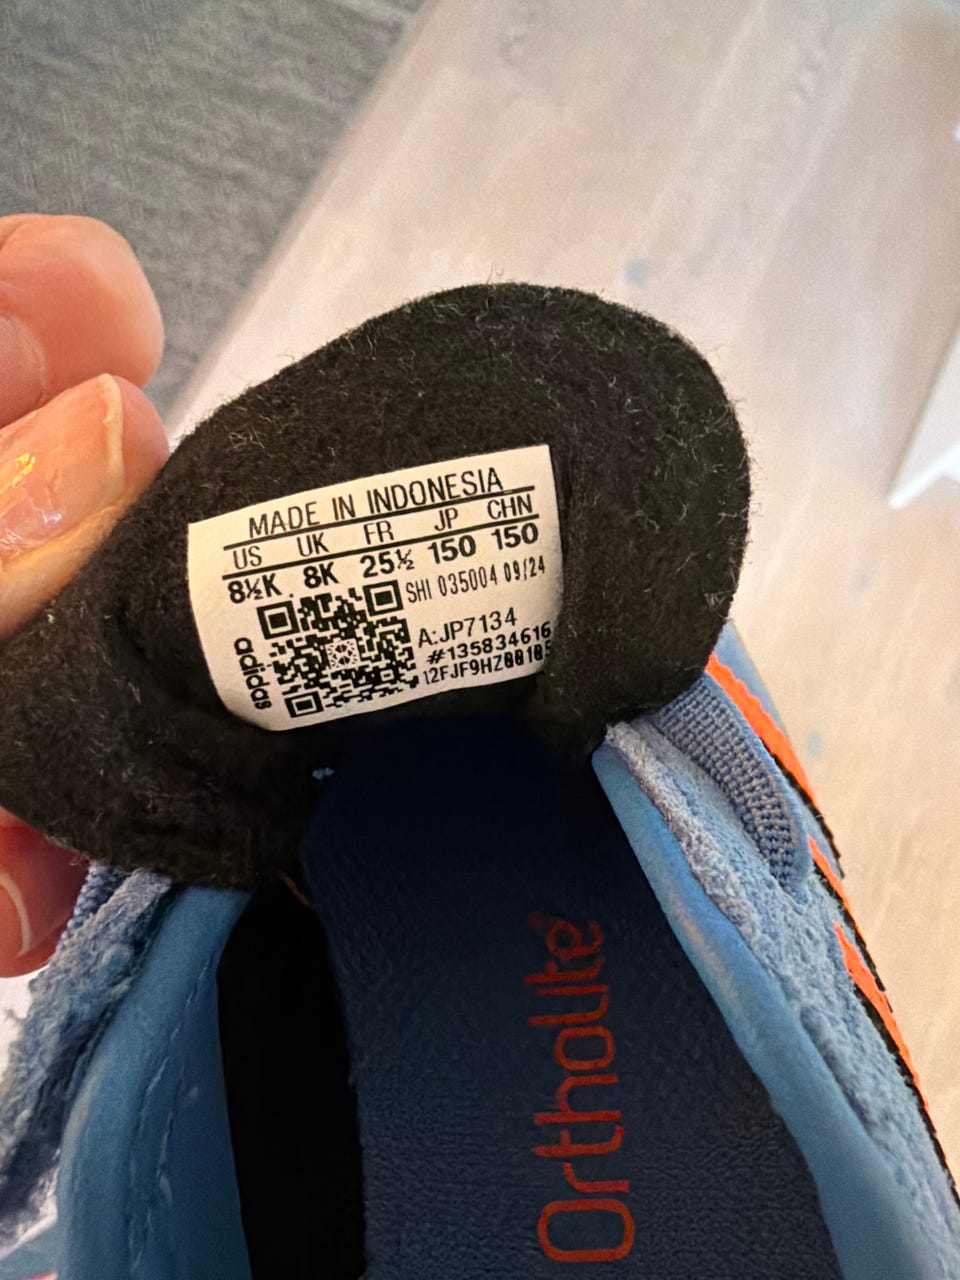 MADE IN INDONESIA
US UK FR JP CHN
8½K 8K 25½ 150 150
SHI 035004 09/24
adidas
A:JP7134
#135834616
12FJF9HZ00105
Ortholite